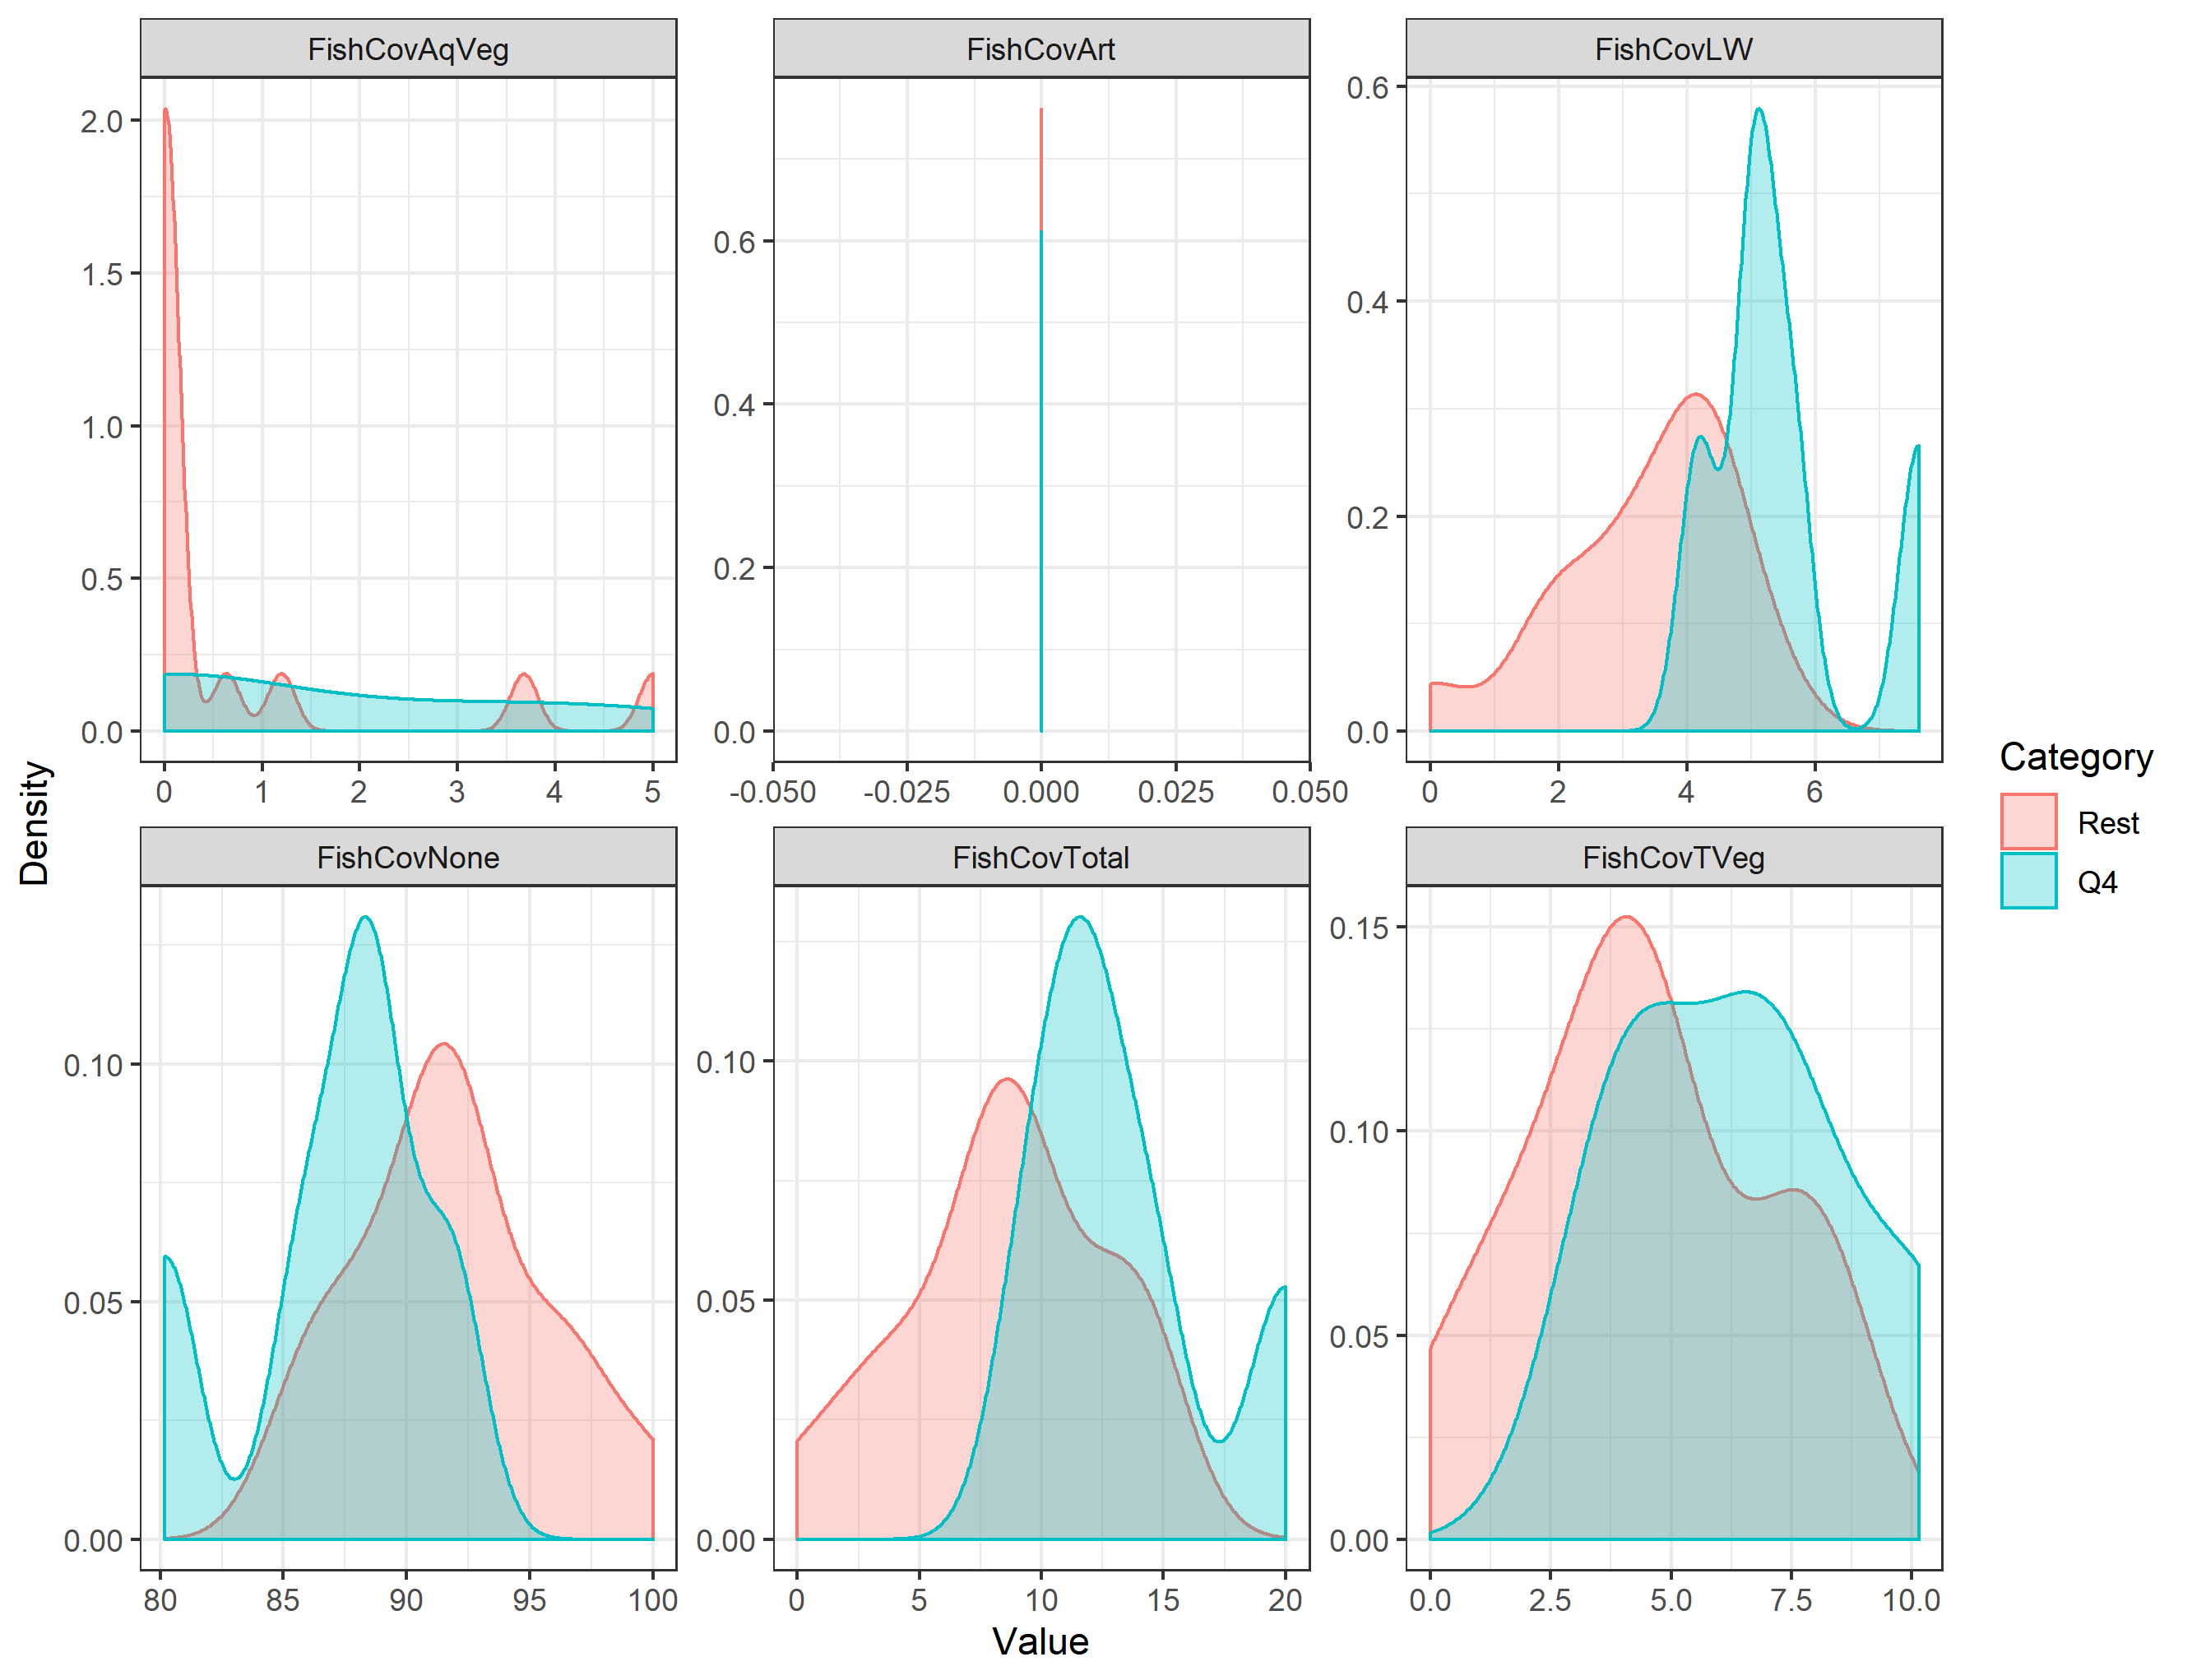 FishCovAqVeg
FishCovArt
FishCovLW
2.0
1.5
1.0
0.5
0.0
0 1 2 3 4 5
0.6
0.4
0.2
0.0
-0.050 -0.025 0.000 0.025 0.050
0.6
0.4
0.2
0.0
0 2 4 6
FishCovNone
FishCovTotal
FishCovTVeg
0.10
0.05
0.00
80 85 90 95 100
0.10
0.05
0.00
0 5 10 15 20
0.15
0.10
0.05
0.00
0.0 2.5 5.0 7.5 10.0
Density
Value
Category
Rest
Q4